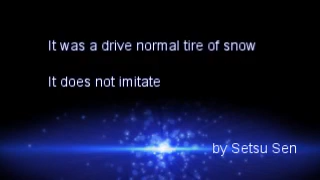 It was a drive normal tire of snow
It does not imitate
by Setsu Sen